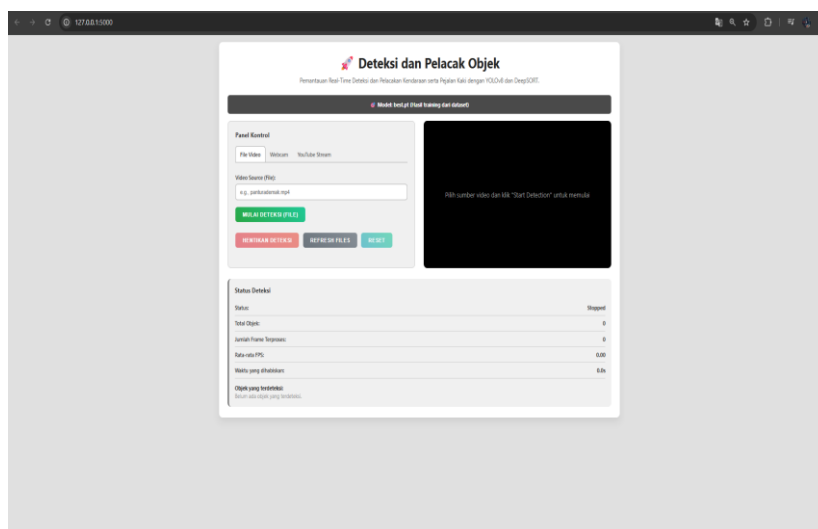 127.0.0.1:5000
Deteksi dan Pelacak Objek
Pemantauan Real-Time Deteksi dan Pelacakan Kendaraan serta Pejalan Kaki dengan YOLOv8 dan DeepSORT.
Model: best.pt (Hasil training dari dataset)
Panel Kontrol
File Video Webcam YouTube Stream
Video Source (File):
e.g., panturademak.mp4
MULAI DETEKSI (FILE)
HENTIKAN DETEKSI REFRESH FILES RESET
Pilih sumber video dan klik "Start Detection" untuk memulai.
Status Deteksi
Status: Stopped
Total Objek: 0
Jumlah Frame Terproses: 0
Rata-rata FPS: 0.00
Waktu yang dihabiskan: 0.0s
Objek yang terdeteksi:
Belum ada objek yang terdeteksi.